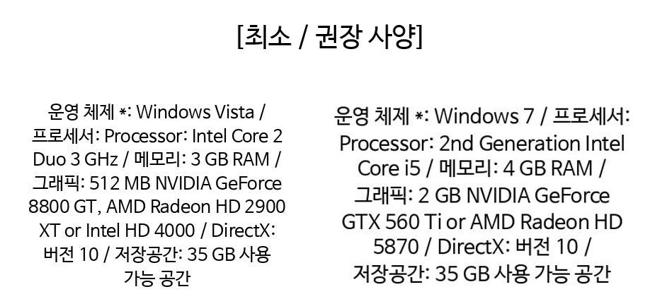 [최소 / 권장 사양]
운영 체제 *: Windows Vista /
프로세서: Processor: Intel Core 2
Duo 3 GHz / 메모리: 3 GB RAM /
그래픽: 512 MB NVIDIA GeForce
8800 GT, AMD Radeon HD 2900
XT or Intel HD 4000 / DirectX:
버전 10 / 저장공간: 35 GB 사용
가능 공간
운영 체제 *: Windows 7 / 프로세서:
Processor: 2nd Generation Intel
Core i5 / 메모리: 4 GB RAM /
그래픽: 2 GB NVIDIA GeForce
GTX 560 Ti or AMD Radeon HD
5870 / DirectX: 버전 10 /
저장공간: 35 GB 사용 가능 공간